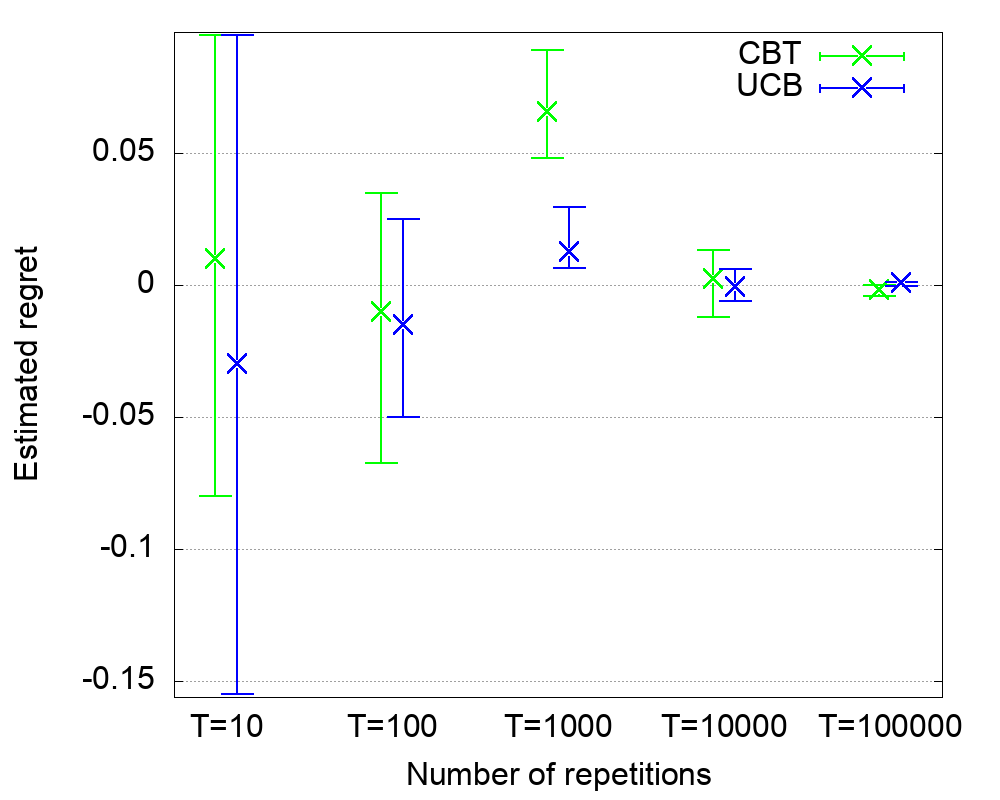 CBT
UCB
0.05
0
-0.05
-0.1
-0.15
Estimated regret
T=10 T=100 T=1000 T=10000 T=100000
Number of repetitions